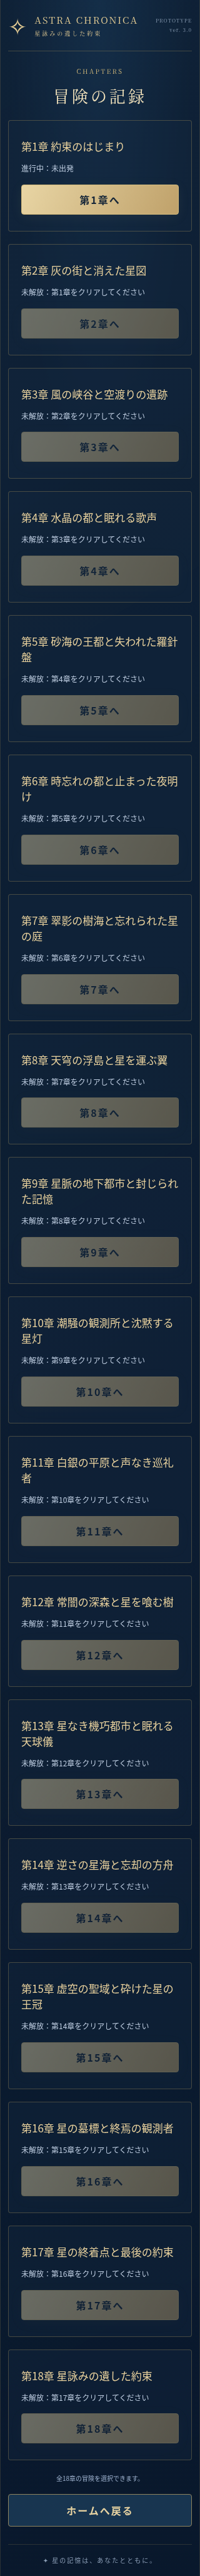 ASTRA CHRONICA
星詠みの遺した約束
PROTOTYPE
Ver. 3.0
CHAPTERS
冒険の記録
第1章 約束のはじまり
進行中：未出発
第1章へ
第2章 灰の街と消えた星図
未解放：第1章をクリアしてください
第2章へ
第3章 風の峡谷と空渡りの遺跡
未解放：第2章をクリアしてください
第3章へ
第4章 水晶の都と眠れる歌声
未解放：第3章をクリアしてください
第4章へ
第5章 砂海の王都と失われた羅針
盤
未解放：第4章をクリアしてください
第5章へ
第6章 時忘れの都と止まった夜明
け
未解放：第5章をクリアしてください
第6章へ
第7章 翠影の樹海と忘れられた星
の庭
未解放：第6章をクリアしてください
第7章へ
第8章 天穹の浮島と星を運ぶ翼
未解放：第7章をクリアしてください
第8章へ
第9章 星脈の地下都市と封じられ
た記憶
未解放：第8章をクリアしてください
第9章へ
第10章 潮騒の観測所と沈黙する
星灯
未解放：第9章をクリアしてください
第10章へ
第11章 白銀の平原と声なき巡礼
者
未解放：第10章をクリアしてください
第11章へ
第12章 常闇の深森と星を喰む樹
未解放：第11章をクリアしてください
第12章へ
第13章 星なき機巧都市と眠れる
天球儀
未解放：第12章をクリアしてください
第13章へ
第14章 逆さの星海と忘却の方舟
未解放：第13章をクリアしてください
第14章へ
第15章 虚空の聖域と砕けた星の
王冠
未解放：第14章をクリアしてください
第15章へ
第16章 星の墓標と終焉の観測者
未解放：第15章をクリアしてください
第16章へ
第17章 星の終着点と最後の約束
未解放：第16章をクリアしてください
第17章へ
第18章 星詠みの遺した約束
未解放：第17章をクリアしてください
第18章へ
全18章の冒険を選択できます。
ホームへ戻る
✦ 星の記憶は、あなたとともに。